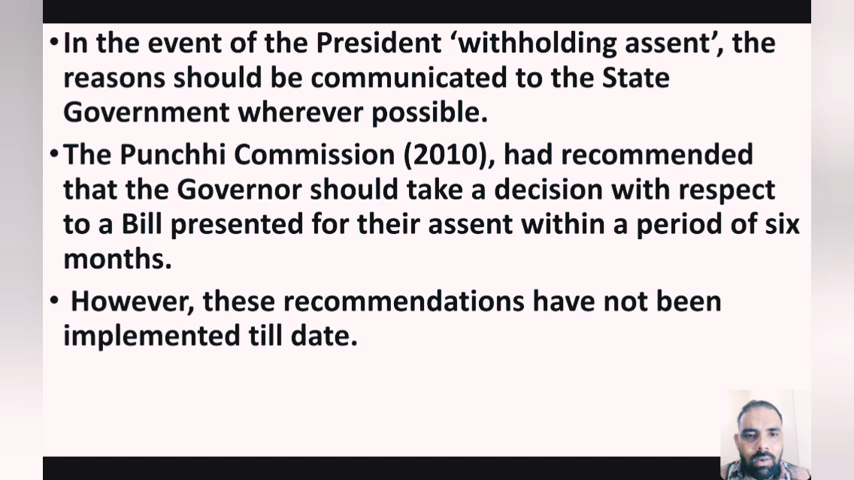 •In the event of the President ‘withholding assent’, the
reasons should be communicated to the State
Government wherever possible.
•The Punchhi Commission (2010), had recommended
that the Governor should take a decision with respect
to a Bill presented for their assent within a period of six
months.
• However, these recommendations have not been
implemented till date.